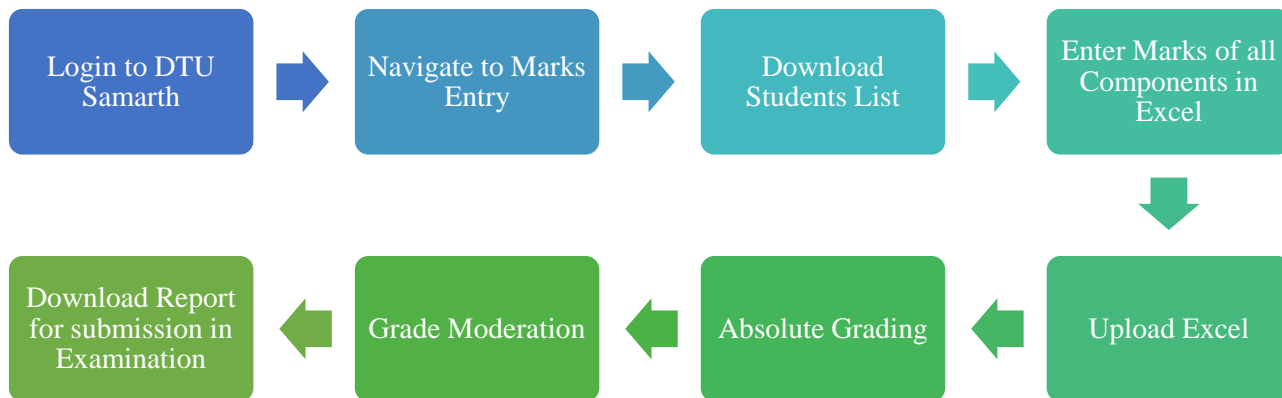 Login to DTU
Samarth
Navigate to Marks
Entry
Download
Students List
Enter Marks of all
Components in
Excel
Upload Excel
Absolute Grading
Grade Moderation
Download Report
for submission in
Examination